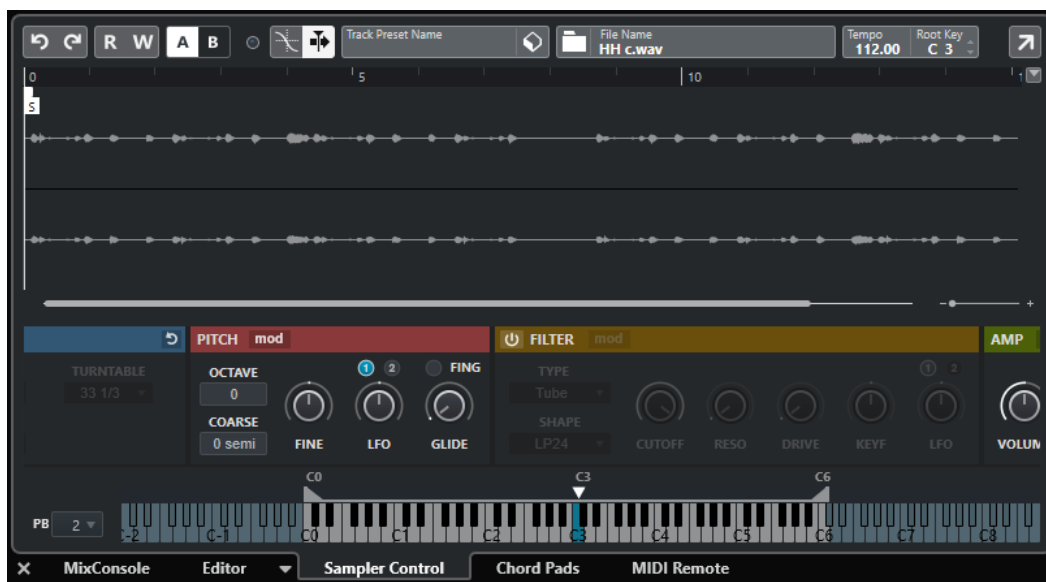 R W A B Track Preset Name File Name Tempo Root Key
HH c.wav 112.00 C 3
0 5 10 1
S
- +
PITCH mod FILTER mod AMP
TURNTABLE OCTAVE 1 2 FING TYPE 1 2
33 1/3 0 Tube
COARSE SHAPE
0 semi FINE LFO GLIDE LP24 CUTOFF RESO DRIVE KEYF LFO VOLUM
C0 C3 C6
PB 2 C-2 C-1 C0 C1 C2 C3 C4 C5 C6 C7 C8
MixConsole Editor Sampler Control Chord Pads MIDI Remote